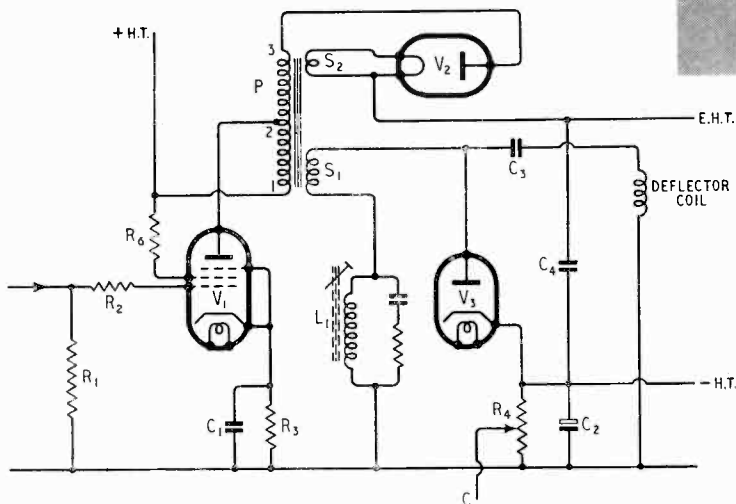 + H.T.
3
P
2
1
S2
V2
E.H.T.
S1
C3
DEFLECTOR
COIL
R6
V1
R2
R1
C1
R3
L1
V3
C4
- H.T.
R4
C2
C